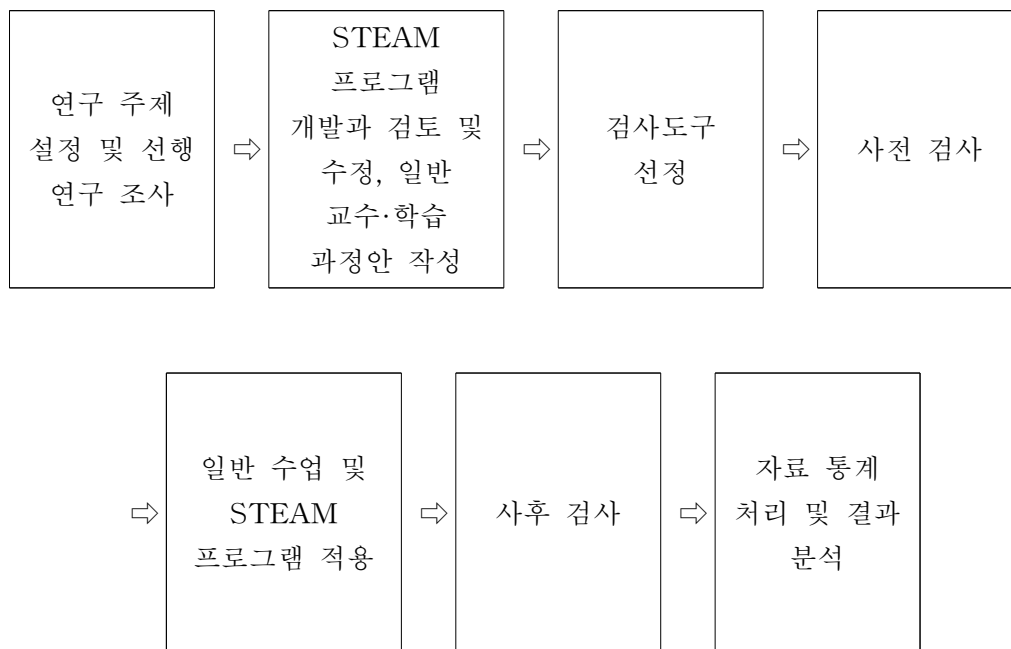 연구 주제
설정 및 선행
연구 조사
⇨
STEAM
프로그램
개발과 검토 및
수정, 일반
교수·학습
과정안 작성
⇨
검사도구
선정
⇨
사전 검사
⇨
일반 수업 및
STEAM
프로그램 적용
⇨
사후 검사
⇨
자료 통계
처리 및 결과
분석